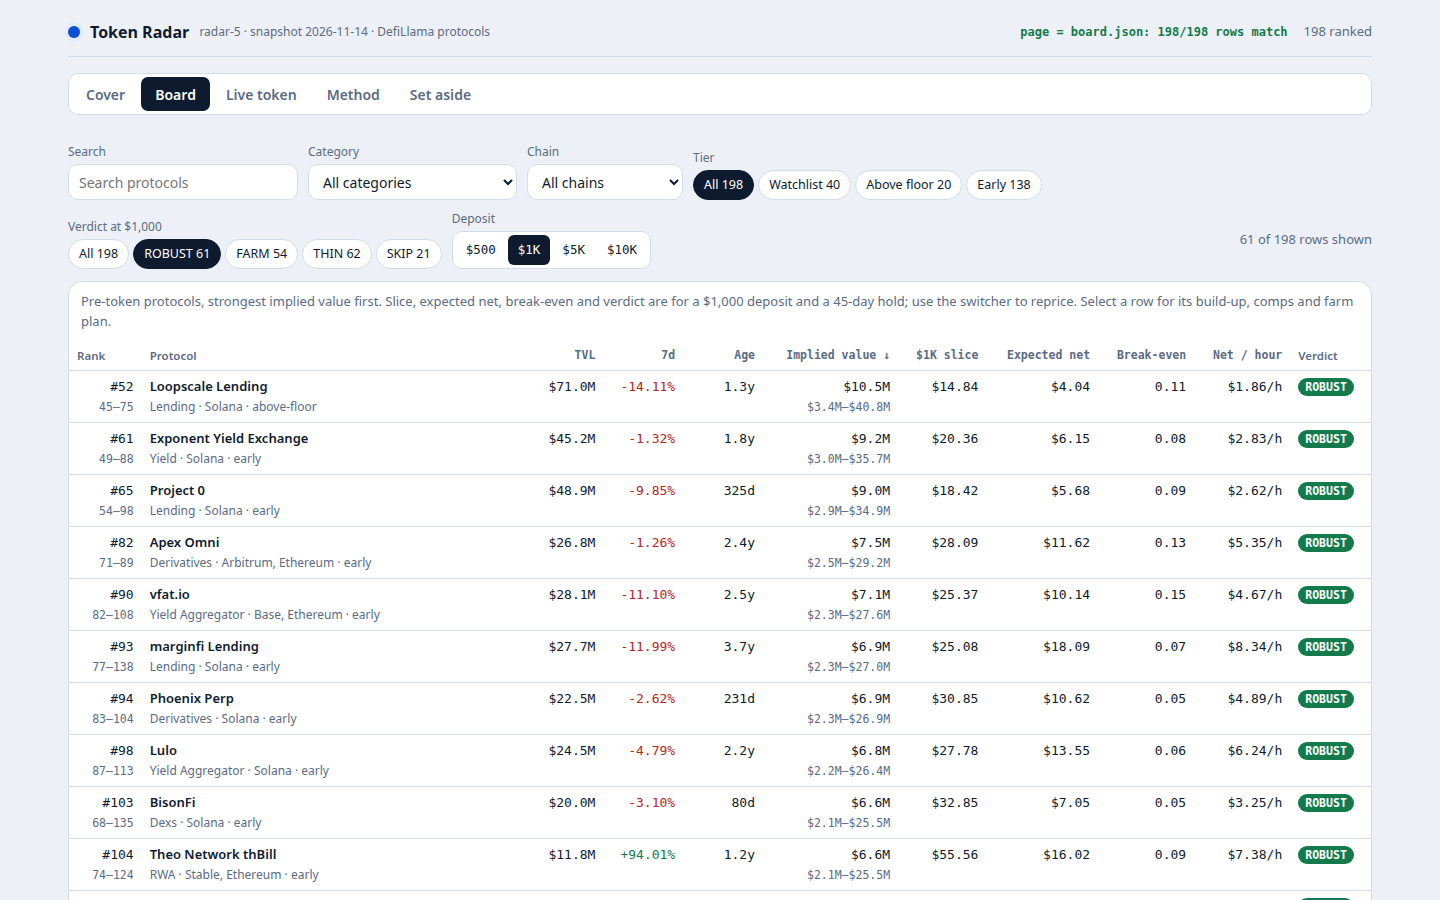 Token Radar radar-5 · snapshot 2026-11-14 · DefiLlama protocols page = board.json: 198/198 rows match 198 ranked
Cover Board Live token Method Set aside
Search Category Chain Tier
Search protocols All categories All chains All 198 Watchlist 40 Above floor 20 Early 138
Verdict at $1,000 Deposit
All 198 ROBUST 61 FARM 54 THIN 62 SKIP 21 $500 $1K $5K $10K 61 of 198 rows shown
Pre-token protocols, strongest implied value first. Slice, expected net, break-even and verdict are for a $1,000 deposit and a 45-day hold; use the switcher to reprice. Select a row for its build-up, comps and farm
plan.
Rank Protocol TVL 7d Age Implied value ↓ $1K slice Expected net Break-even Net / hour Verdict
#52 Loopscale Lending $71.0M -14.11% 1.3y $10.5M $14.84 $4.04 0.11 $1.86/h ROBUST
45–75 Lending · Solana · above-floor $3.4M–$40.8M
#61 Exponent Yield Exchange $45.2M -1.32% 1.8y $9.2M $20.36 $6.15 0.08 $2.83/h ROBUST
49–88 Yield · Solana · early $3.0M–$35.7M
#65 Project 0 $48.9M -9.85% 325d $9.0M $18.42 $5.68 0.09 $2.62/h ROBUST
54–98 Lending · Solana · early $2.9M–$34.9M
#82 Apex Omni $26.8M -1.26% 2.4y $7.5M $28.09 $11.62 0.13 $5.35/h ROBUST
71–89 Derivatives · Arbitrum, Ethereum · early $2.5M–$29.2M
#90 vfat.io $28.1M -11.10% 2.5y $7.1M $25.37 $10.14 0.15 $4.67/h ROBUST
82–108 Yield Aggregator · Base, Ethereum · early $2.3M–$27.6M
#93 marginfi Lending $27.7M -11.99% 3.7y $6.9M $25.08 $18.09 0.07 $8.34/h ROBUST
77–138 Lending · Solana · early $2.3M–$27.0M
#94 Phoenix Perp $22.5M -2.62% 231d $6.9M $30.85 $10.62 0.05 $4.89/h ROBUST
83–104 Derivatives · Solana · early $2.3M–$26.9M
#98 Lulo $24.5M -4.79% 2.2y $6.8M $27.78 $13.55 0.06 $6.24/h ROBUST
87–113 Yield Aggregator · Solana · early $2.2M–$26.4M
#103 BisonFi $20.0M -3.10% 80d $6.6M $32.85 $7.05 0.05 $3.25/h ROBUST
68–135 Dexs · Solana · early $2.1M–$25.5M
#104 Theo Network thBill $11.8M +94.01% 1.2y $6.6M $55.56 $16.02 0.09 $7.38/h ROBUST
74–124 RWA · Stable, Ethereum · early $2.1M–$25.5M